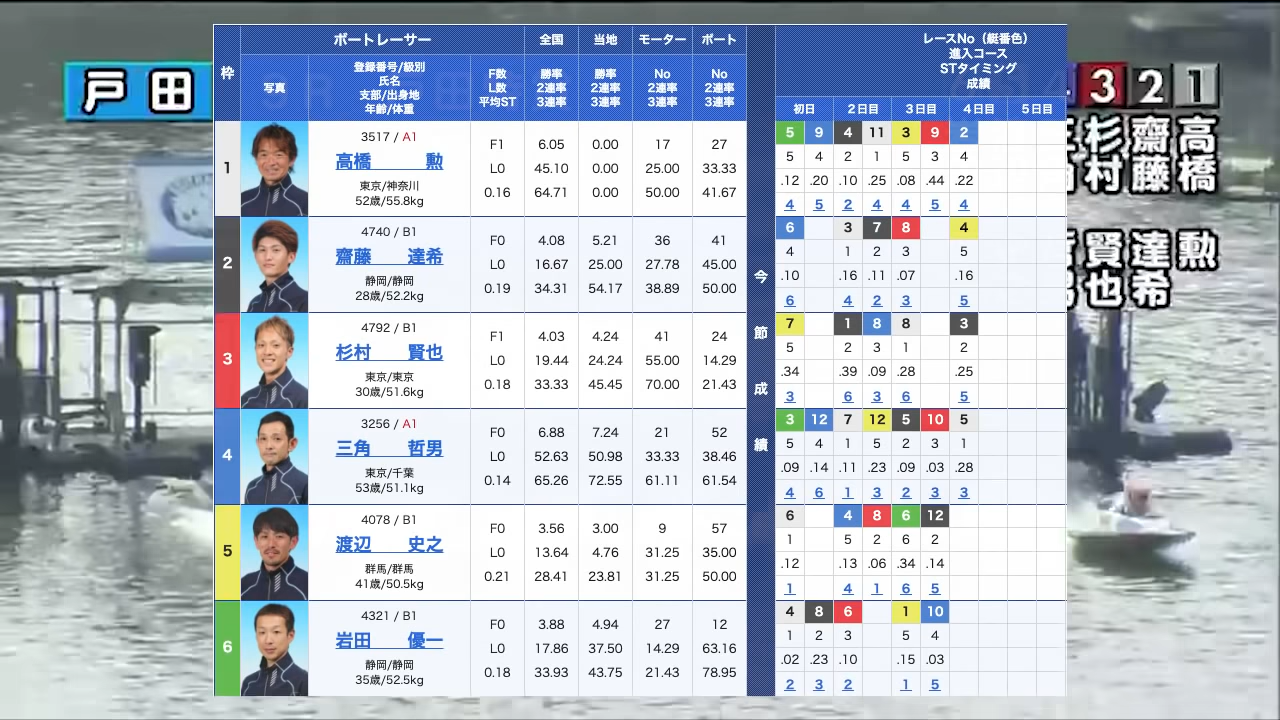 戸田
3 2 1
杉 齋 高
村 藤 橋
賢 達 勲
也 希
枠
ボートレーサー
全国 当地 モーター ボート
写真
登録番号/級別
氏名
支部/出身地
年齢/体重
F数
L数
平均ST
勝率
2連率
3連率
勝率
2連率
3連率
No
2連率
3連率
No
2連率
3連率
レースNo（艇番色）
進入コース
STタイミング
成績
初日 2日目 3日目 4日目 5日目
今節成績
1
3517 / A1
高橋 勲
東京/神奈川
52歳/55.8kg
F1 6.05 0.00 17 27
L0 45.10 0.00 25.00 33.33
0.19 64.71 0.00 50.00 41.67
5 9 4 11 3 9 2
5 4 2 1 5 3 4
.12 .20 .10 .25 .08 .44 .22
4 5 2 4 4 5 4
2
4740 / B1
齋藤 達希
静岡/静岡
28歳/52.2kg
F0 4.08 5.21 36 41
L0 16.67 25.00 27.78 45.00
0.19 34.31 54.17 38.89 50.00
6 3 7 8 4
4 1 2 3 5
.10 .16 .11 .07 .16
6 4 2 3 5
3
4792 / B1
杉村 賢也
東京/東京
30歳/51.6kg
F1 4.03 4.24 41 24
L0 19.44 24.24 55.00 14.29
0.18 33.33 45.45 70.00 21.43
7 1 8 8 3
5 2 3 1 2
.34 .39 .09 .28 .25
3 6 3 6 5
4
3256 / A1
三角 哲男
東京/千葉
53歳/51.1kg
F0 6.88 7.24 21 52
L0 52.63 50.98 33.33 38.46
0.14 65.26 72.55 61.11 61.54
3 12 7 12 5 10 5
5 4 1 5 2 3 1
.09 .14 .11 .23 .09 .03 .28
4 6 1 3 2 3 3
5
4078 / B1
渡辺 史之
群馬/群馬
41歳/50.5kg
F0 3.56 3.00 9 57
L0 13.64 4.76 31.25 35.00
0.21 28.41 23.81 31.25 50.00
6 4 8 6 12
1 5 2 6 2
.12 .13 .06 .34 .14
1 4 1 6 5
6
4321 / B1
岩田 優一
静岡/静岡
35歳/52.5kg
F0 3.88 4.94 27 12
L0 17.86 37.50 14.29 63.16
0.18 33.93 43.75 21.43 78.95
4 8 6 1 10
1 2 3 5 4
.02 .23 .10 .15 .03
2 3 2 1 5